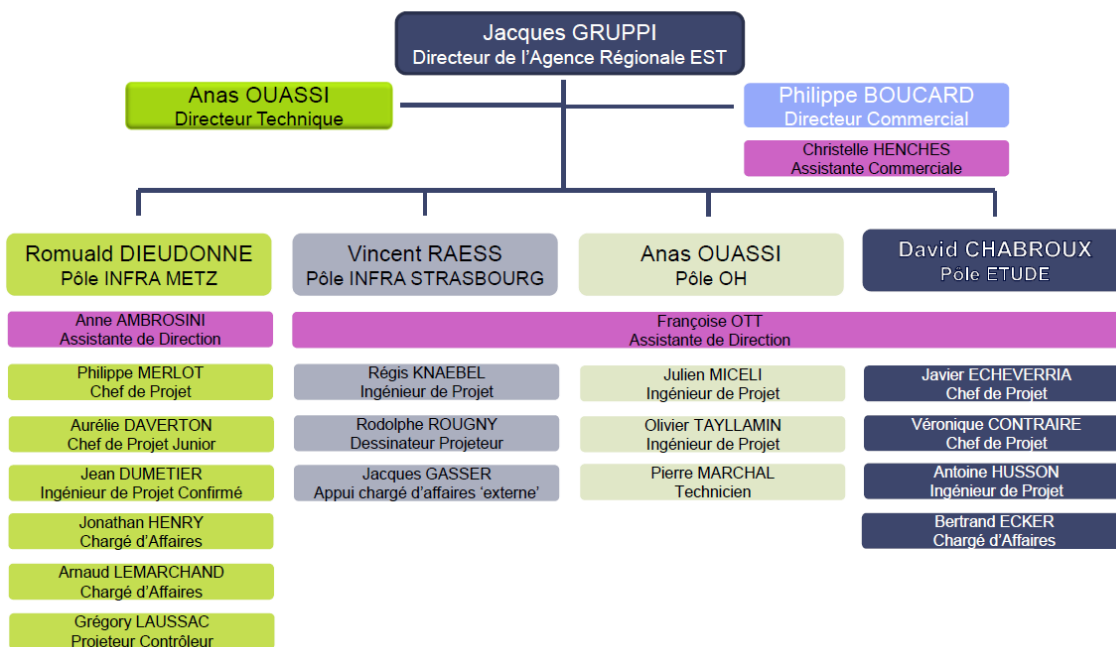 Jacques GRUPPI
Directeur de l'Agence Régionale EST
Anas OUASSI
Directeur Technique
Philippe BOUCARD
Directeur Commercial
Christelle HENCHES
Assistante Commerciale
Romuald DIEUDONNE
Pôle INFRA METZ
Vincent RAESS
Pôle INFRA STRASBOURG
Anas OUASSI
Pôle OH
David CHABROUX
Pôle ETUDE
Anne AMBROSINI
Assistante de Direction
Françoise OTT
Assistante de Direction
Philippe MERLOT
Chef de Projet
Aurélie DAVERTON
Chef de Projet Junior
Jean DUMETIER
Ingénieur de Projet Confirmé
Jonathan HENRY
Chargé d'Affaires
Arnaud LEMARCHAND
Chargé d'Affaires
Grégory LAUSSAC
Projeteur Contrôleur
Régis KNAEBEL
Ingénieur de Projet
Rodolphe ROUGNY
Dessinateur Projeteur
Jacques GASSER
Appui chargé d'affaires 'externe'
Julien MICELI
Ingénieur de Projet
Olivier TAYLLAMIN
Ingénieur de Projet
Pierre MARCHAL
Technicien
Javier ECHEVERRIA
Chef de Projet
Véronique CONTRAIRE
Chef de Projet
Antoine HUSSON
Ingénieur de Projet
Bertrand ECKER
Chargé d'Affaires